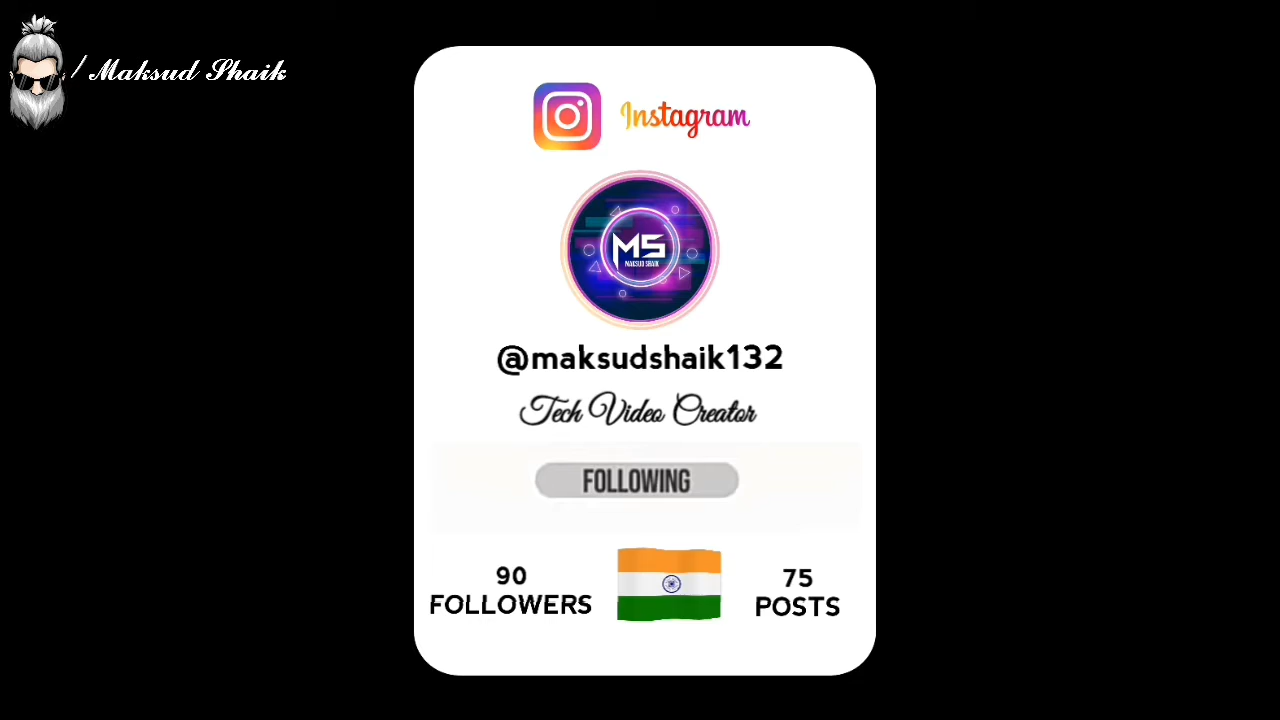 / Maksud Shaik
Instagram
MS
MAKSUD SHAIK
@maksudshaik132
Tech Video Creator
FOLLOWING
90
FOLLOWERS
75
POSTS